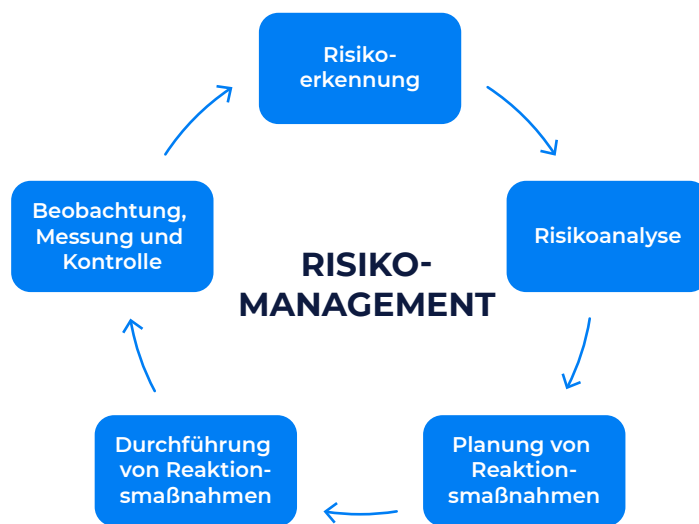 Risiko-
erkennung
Risikoanalyse
Planung von
Reaktion-
smaßnahmen
Durchführung
von Reaktion-
smaßnahmen
Beobachtung,
Messung und
Kontrolle
RISIKO-
MANAGEMENT